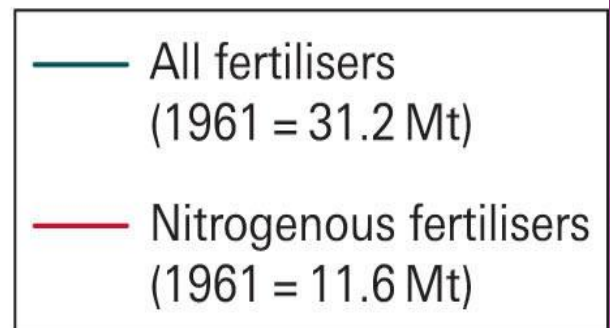 All fertilisers
(1961 = 31.2 Mt)
Nitrogenous fertilisers
(1961 = 11.6 Mt)